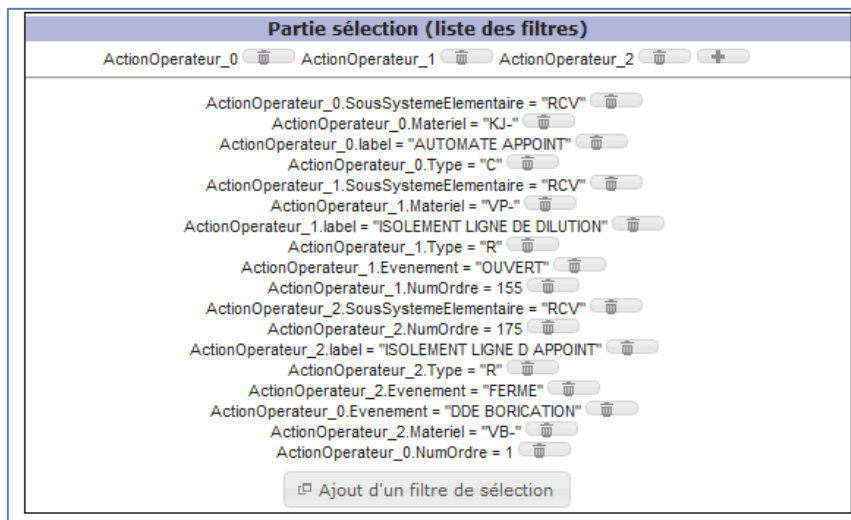 Partie sélection (liste des filtres)
ActionOperateur_0 ActionOperateur_1 ActionOperateur_2
ActionOperateur_0.SousSystemeElementaire = "RCV"
ActionOperateur_0.Materiel = "KJ-"
ActionOperateur_0.label = "AUTOMATE APPOINT"
ActionOperateur_0.Type = "C"
ActionOperateur_1.SousSystemeElementaire = "RCV"
ActionOperateur_1.Materiel = "VP-"
ActionOperateur_1.label = "ISOLEMENT LIGNE DE DILUTION"
ActionOperateur_1.Type = "R"
ActionOperateur_1.Evenement = "OUVERT"
ActionOperateur_1.NumOrdre = 155
ActionOperateur_2.SousSystemeElementaire = "RCV"
ActionOperateur_2.NumOrdre = 175
ActionOperateur_2.label = "ISOLEMENT LIGNE D APPOINT"
ActionOperateur_2.Type = "R"
ActionOperateur_2.Evenement = "FERME"
ActionOperateur_0.Evenement = "DDE BORICATION"
ActionOperateur_2.Materiel = "VB-"
ActionOperateur_0.NumOrdre = 1
Ajout d'un filtre de sélection